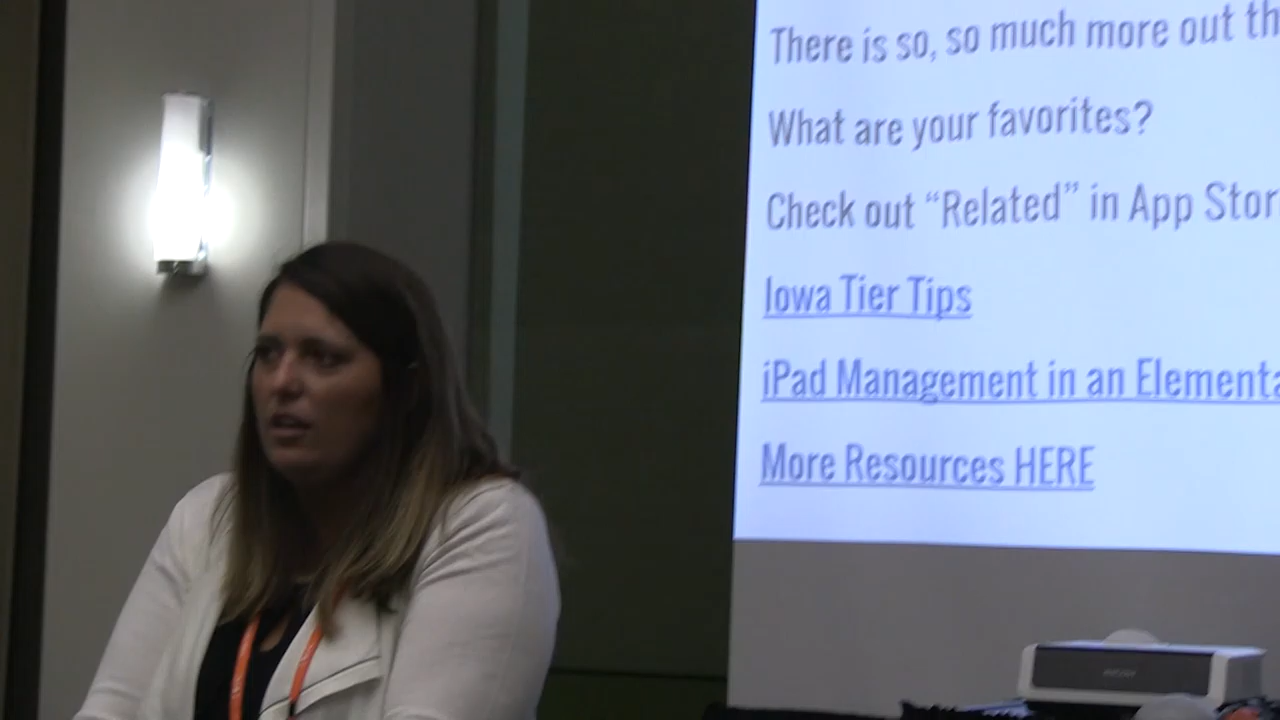 There is so, so much more out th
What are your favorites?
Check out “Related” in App Stor
Iowa Tier Tips
iPad Management in an Elementa
More Resources HERE